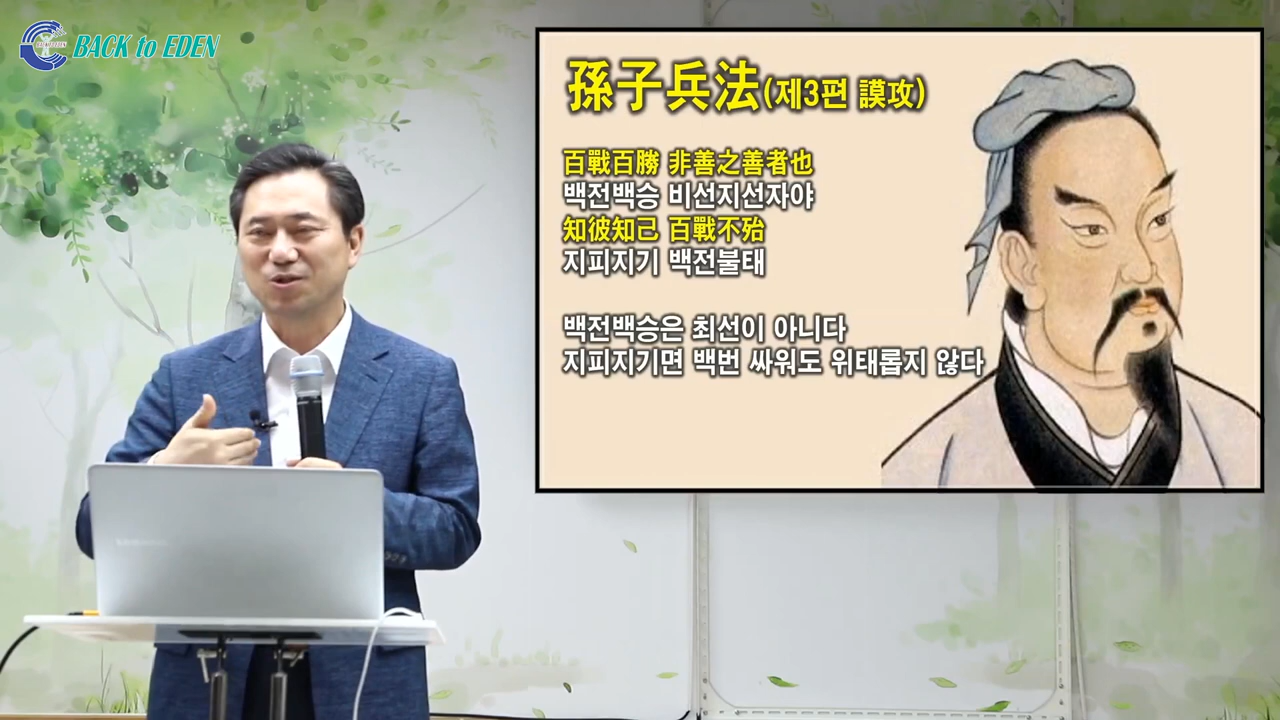 BACK to EDEN
孫子兵法(제3편 謨攻)
百戰百勝 非善之善者也
백전백승 비선지선자야
知彼知己 百戰不殆
지피지기 백전불태
백전백승은 최선이 아니다
지피지기면 백번 싸워도 위태롭지 않다